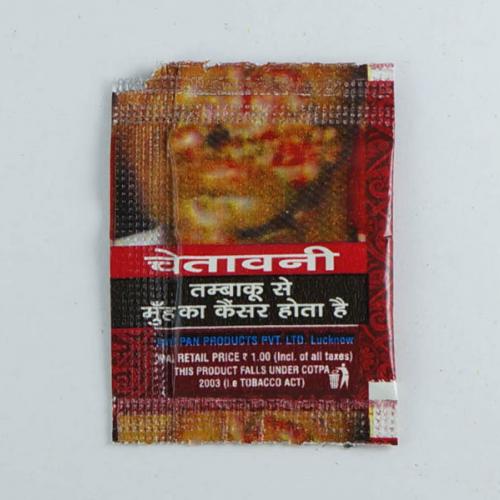 चेतावनी
तम्बाकू से
मुँह का कैंसर होता है
PAN PRODUCTS PVT. LTD. Lucknow
RETAIL PRICE ₹ 1.00 (Incl. of all taxes)
THIS PRODUCT FALLS UNDER COTPA
2003 (i.e TOBACCO ACT)